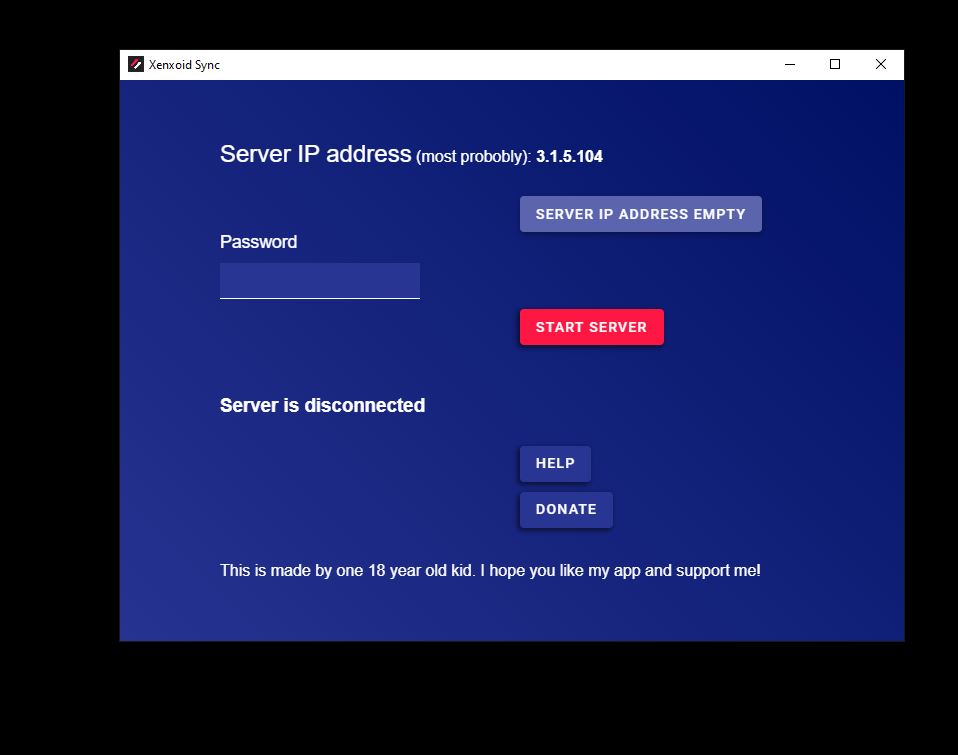 Xenxoid Sync
Server IP address (most probobly): 3.1.5.104
SERVER IP ADDRESS EMPTY
Password
START SERVER
Server is disconnected
HELP
DONATE
This is made by one 18 year old kid. I hope you like my app and support me!